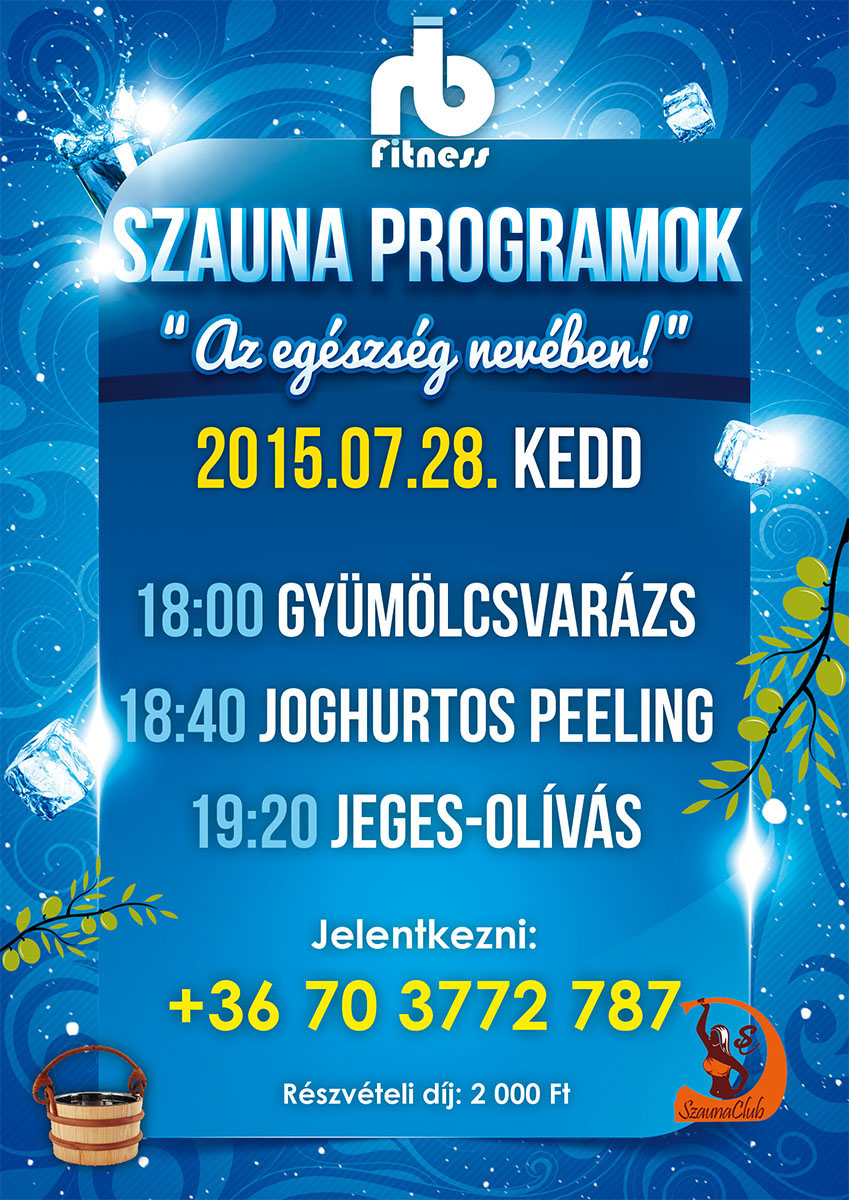 rb
Fitness
SZAUNA PROGRAMOK
"Az egészség nevében!"
2015.07.28. KEDD
18:00 GYÜMÖLCSVARÁZS
18:40 JOGHURTOS PEELING
19:20 JEGES-OLÍVÁS
Jelentkezni:
+36 70 3772 787
SC
SzaunaClub
Részvételi díj: 2 000 Ft